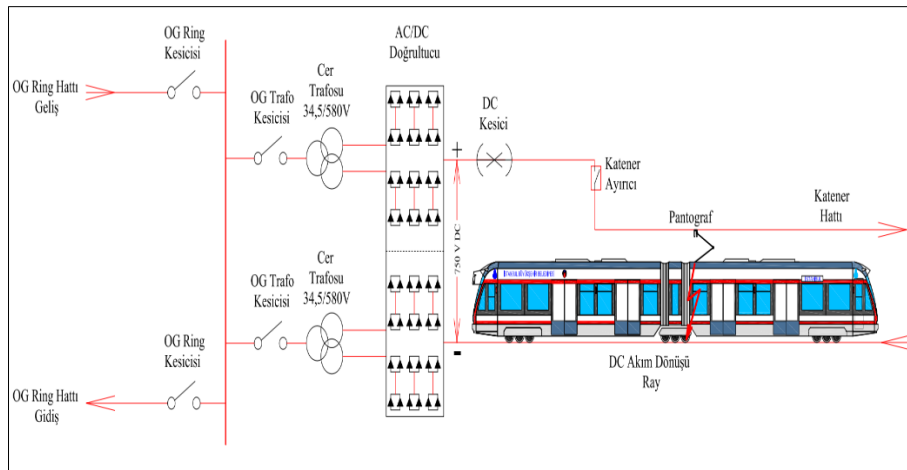 OG Ring
Kesicisi
AC/DC
Doğrultucu
OG Ring Hattı
Geliş
OG Trafo
Kesicisi
Cer
Trafosu
34,5/580V
DC
Kesici
+
Katener
Ayırıcı
Pantograf
Katener
Hattı
750 V DC
OG Trafo
Kesicisi
Cer
Trafosu
34,5/580V
OG Ring
Kesicisi
-
DC Akım Dönüşü
Ray
OG Ring Hattı
Gidiş